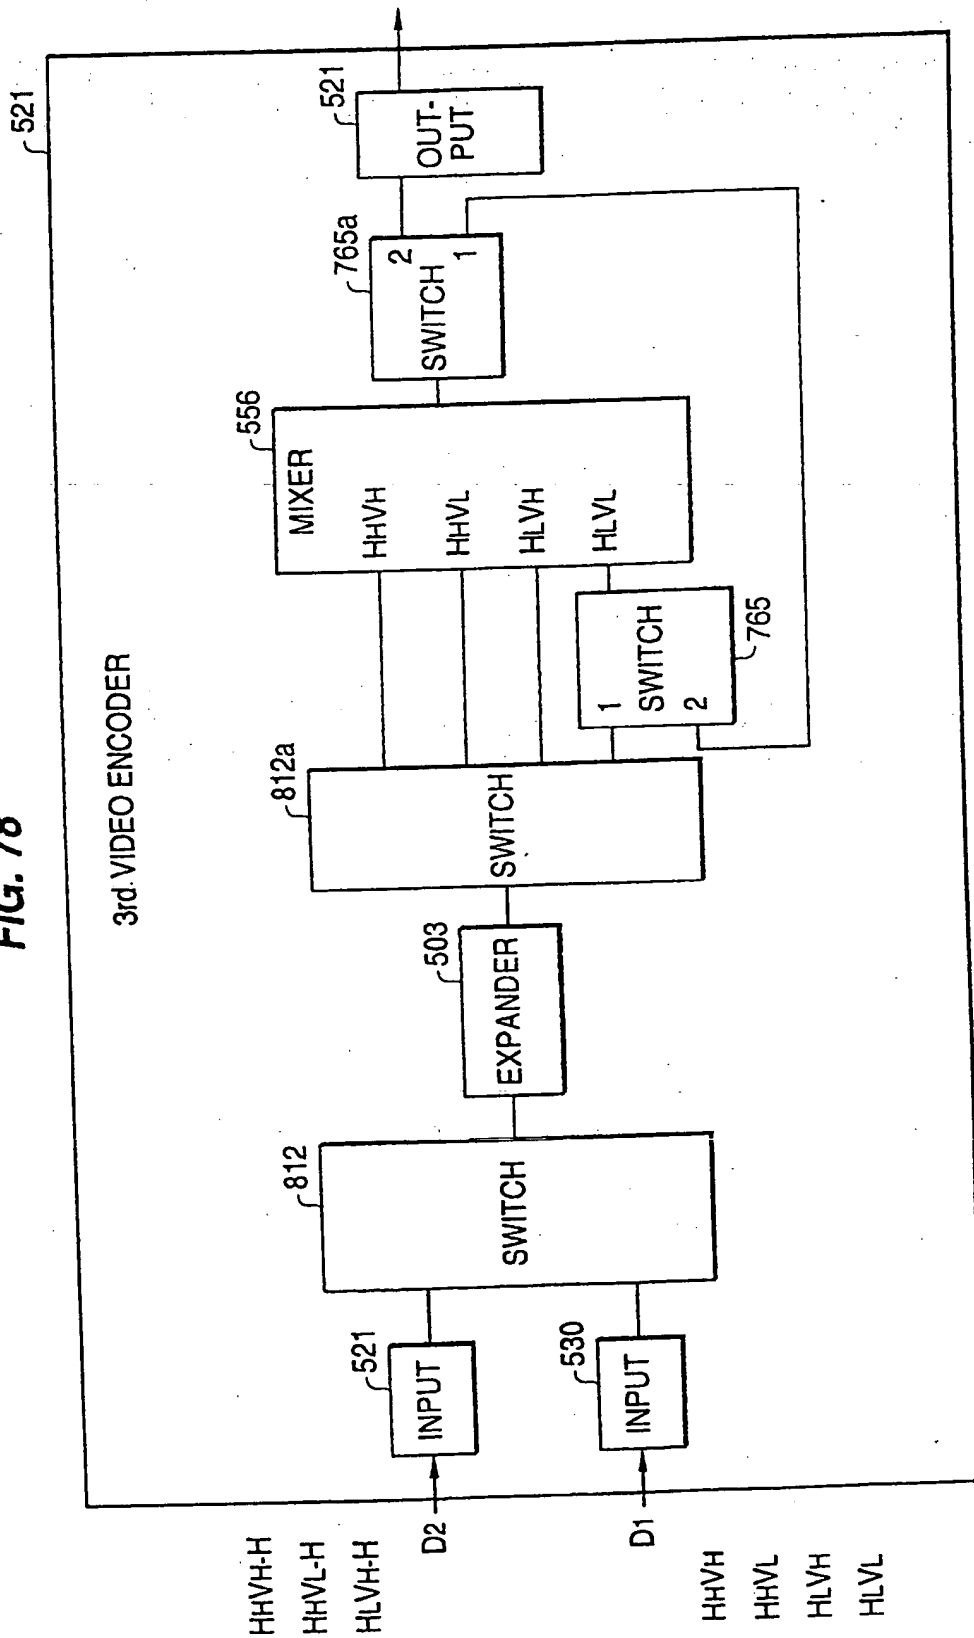 FIG. 78
521
3rd. VIDEO ENCODER
HHVH-H
HHVL-H
HLVH-H
D2
INPUT
521
D1
INPUT
530
HHVH
HHVL
HLVH
HLVL
SWITCH
812
EXPANDER
503
SWITCH
812a
1
SWITCH
2
765
MIXER
556
HHVH
HHVL
HLVH
HLVL
SWITCH
765a
2
1
OUT-
PUT
521